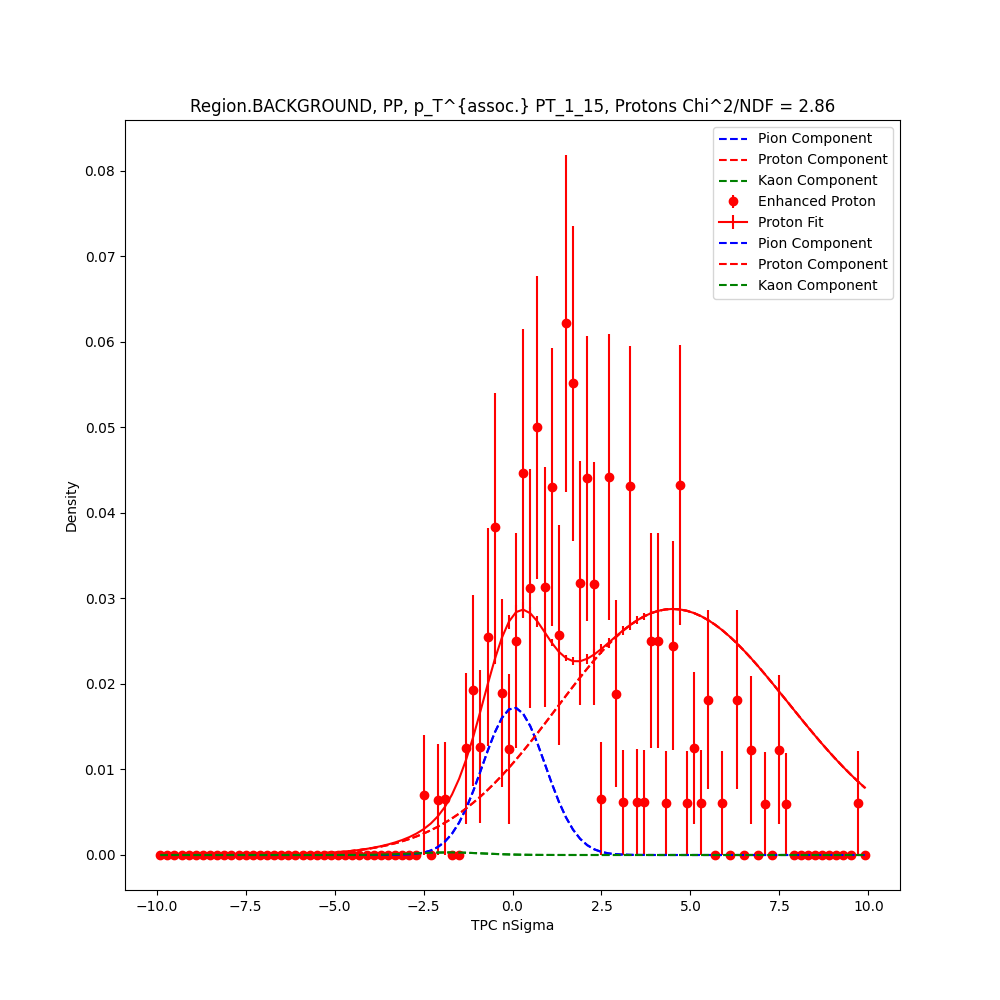 Region.BACKGROUND, PP, p_T^{assoc.} PT_1_15, Protons Chi^2/NDF = 2.86
Pion Component
Proton Component
Kaon Component
Enhanced Proton
Proton Fit
Pion Component
Proton Component
Kaon Component
0.08
0.07
0.06
0.05
0.04
0.03
0.02
0.01
0.00
Density
−10.0 −7.5 −5.0 −2.5 0.0 2.5 5.0 7.5 10.0
TPC nSigma